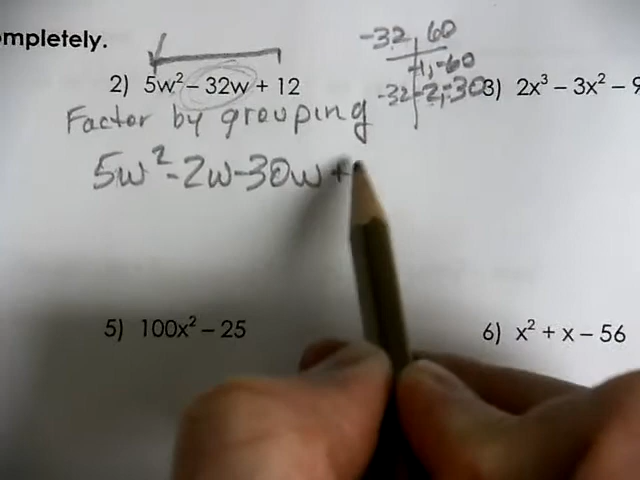 ompletely.
-32 60
-1,-60
-32 -2,-30
2) 5w² – 32w + 12
3) 2x³ – 3x² – 9
Factor by grouping
5w² - 2w - 30w +
5) 100x² – 25
6) x² + x – 56